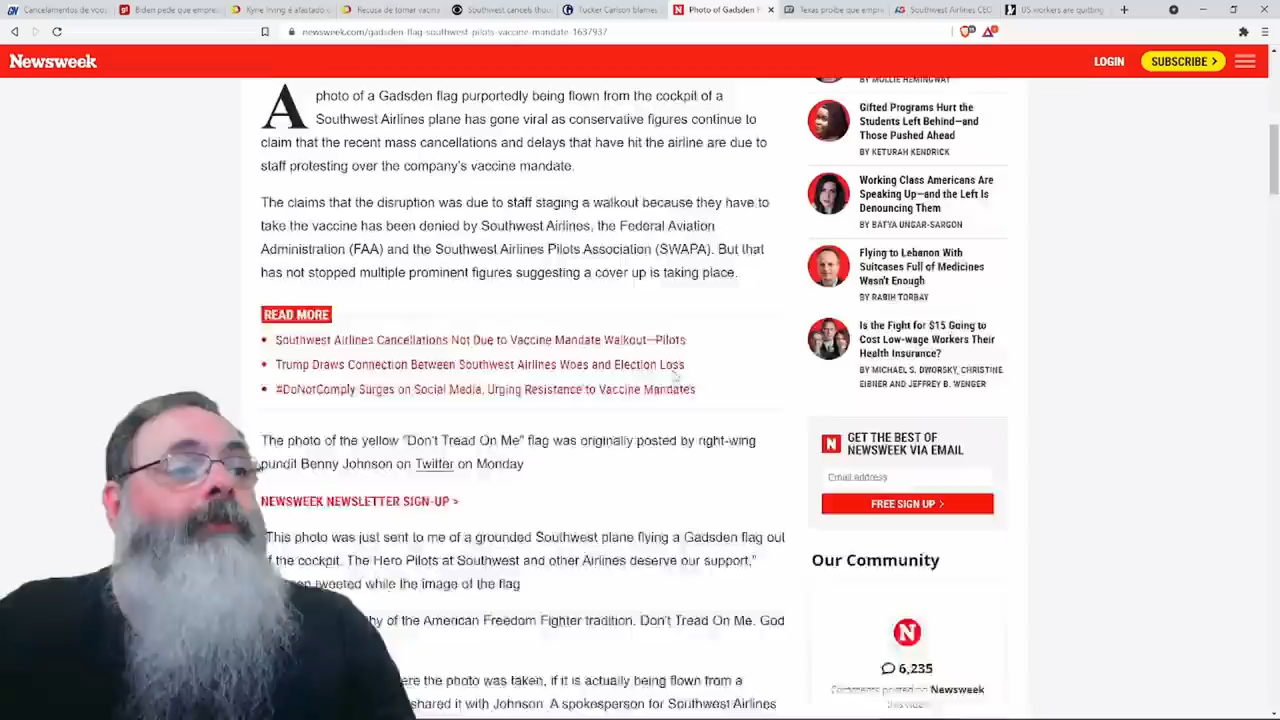 Cancelamentos de voos
Biden pede que empre
Kyrie Irving é afastado c
Recusa de tomar vacina
Southwest cancels thou
Tucker Carlson blames
Photo of Gadsden F
Texas proíbe que empr
Southwest Airlines CEO
US workers are quitting
newsweek.com/gadsden-flag-southwest-pilots-vaccine-mandate-1637937
Newsweek
LOGIN
SUBSCRIBE >
A photo of a Gadsden flag purportedly being flown from the cockpit of a
Southwest Airlines plane has gone viral as conservative figures continue to
claim that the recent mass cancellations and delays that have hit the airline are due to
staff protesting over the company's vaccine mandate.
The claims that the disruption was due to staff staging a walkout because they have to
take the vaccine has been denied by Southwest Airlines, the Federal Aviation
Administration (FAA) and the Southwest Airlines Pilots Association (SWAPA). But that
has not stopped multiple prominent figures suggesting a cover up is taking place.
READ MORE
• Southwest Airlines Cancellations Not Due to Vaccine Mandate Walkout—Pilots
• Trump Draws Connection Between Southwest Airlines Woes and Election Loss
• #DoNotComply Surges on Social Media, Urging Resistance to Vaccine Mandates
The photo of the yellow "Don't Tread On Me" flag was originally posted by right-wing
pundit Benny Johnson on Twitter on Monday
NEWSWEEK NEWSLETTER SIGN-UP >
"This photo was just sent to me of a grounded Southwest plane flying a Gadsden flag out
of the cockpit. The Hero Pilots at Southwest and other Airlines deserve our support,"
tweeted while the image of the flag
of the American Freedom Fighter tradition. Don't Tread On Me. God
the photo was taken, if it is actually being flown from a
shared it with Johnson. A spokesperson for Southwest Airlines
BY MOLLIE HEMINGWAY
Gifted Programs Hurt the
Students Left Behind—and
Those Pushed Ahead
BY KETURAH KENDRICK
Working Class Americans Are
Speaking Up—and the Left Is
Denouncing Them
BY BATYA UNGAR-SARGON
Flying to Lebanon With
Suitcases Full of Medicines
Wasn't Enough
BY RABIH TORBAY
Is the Fight for $15 Going to
Cost Low-wage Workers Their
Health Insurance?
BY MICHAEL S. DWORSKY, CHRISTINE
EIBNER AND JEFFREY B. WENGER
GET THE BEST OF
NEWSWEEK VIA EMAIL
Email address
FREE SIGN UP >
Our Community
N
6,235
Comments posted on Newsweek